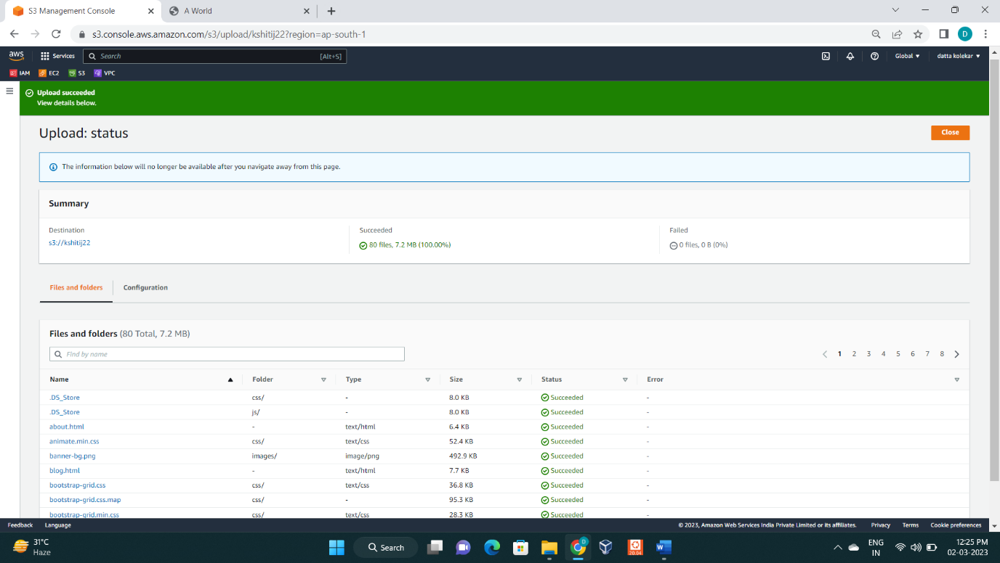 S3 Management Console
A World
s3.console.aws.amazon.com/s3/upload/kshitij22?region=ap-south-1
D
aws
Services
Search
[Alt+S]
Global
datta kolekar
IAM
EC2
S3
VPC
Upload succeeded
View details below.
Upload: status
Close
The information below will no longer be available after you navigate away from this page.
Summary
Destination
Succeeded
Failed
s3://kshitij22
80 files, 7.2 MB (100.00%)
0 files, 0 B (0%)
Files and folders
Configuration
Files and folders (80 Total, 7.2 MB)
Find by name
1 2 3 4 5 6 7 8
Name Folder Type Size Status Error
.DS_Store css/ - 8.0 KB Succeeded -
.DS_Store js/ - 8.0 KB Succeeded -
about.html - text/html 6.4 KB Succeeded -
animate.min.css css/ text/css 52.4 KB Succeeded -
banner-bg.png images/ image/png 492.9 KB Succeeded -
blog.html - text/html 7.7 KB Succeeded -
bootstrap-grid.css css/ text/css 36.8 KB Succeeded -
bootstrap-grid.css.map css/ - 95.3 KB Succeeded -
bootstrap-grid.min.css css/ text/css 28.3 KB Succeeded -
Feedback
Language
© 2023, Amazon Web Services India Private Limited or its affiliates.
Privacy
Terms
Cookie preferences
31°C
Haze
Search
D
20.04
W
ENG
IN
12:25 PM
02-03-2023